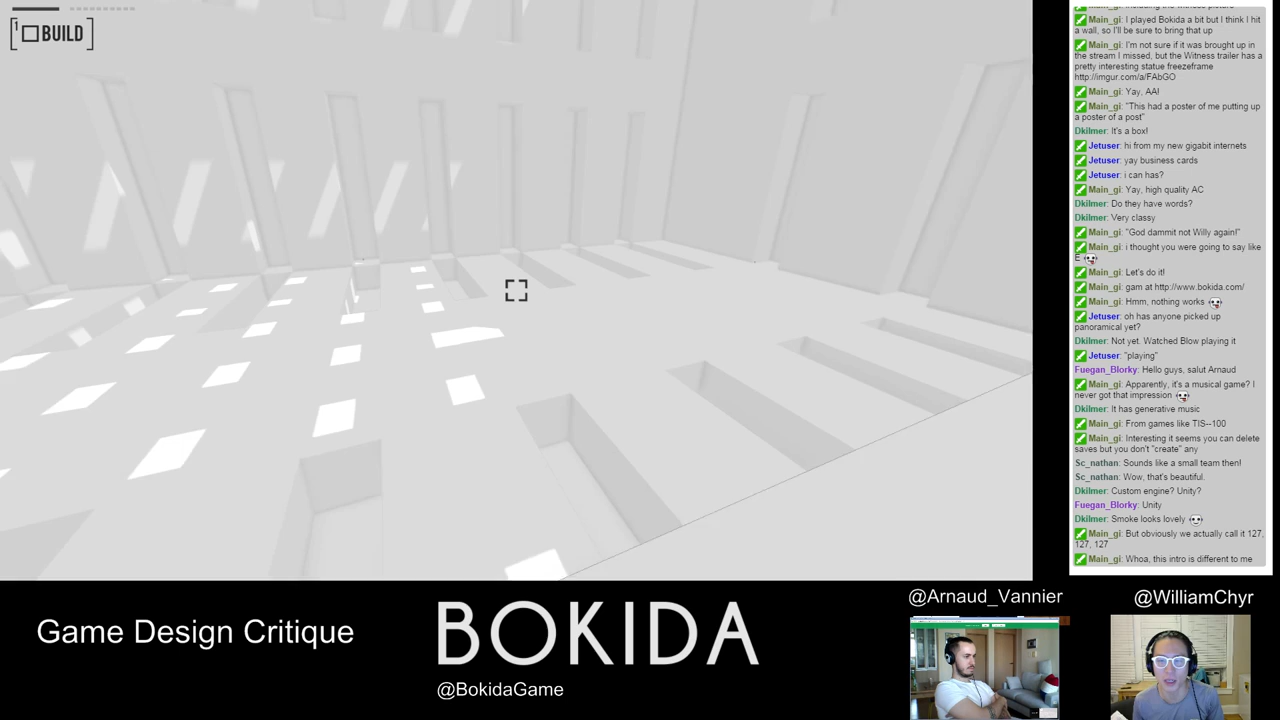 1 BUILD
including the witness picture
Main_gi: I played Bokida a bit but I think I hit
a wall, so I'll be sure to bring that up
Main_gi: I'm not sure if it was brought up in
the stream I missed, but the Witness trailer has a
pretty interesting statue freezeframe
http://imgur.com/a/FAbGO
Main_gi: Yay, AA!
Main_gi: "This had a poster of me putting up
a poster of a post"
Dkilmer: It's a box!
Jetuser: hi from my new gigabit internets
Jetuser: yay business cards
Jetuser: i can has?
Main_gi: Yay, high quality AC
Dkilmer: Do they have words?
Dkilmer: Very classy
Main_gi: "God dammit not Willy again!"
Main_gi: i thought you were going to say like
E
Main_gi: Let's do it!
Main_gi: gam at http://www.bokida.com/
Main_gi: Hmm, nothing works
Jetuser: oh has anyone picked up
panoramical yet?
Dkilmer: Not yet. Watched Blow playing it
Jetuser: "playing"
Fuegan_Blorky: Hello guys, salut Arnaud
Main_gi: Apparently, it's a musical game? I
never got that impression
Dkilmer: It has generative music
Main_gi: From games like TIS--100
Main_gi: Interesting it seems you can delete
saves but you don't "create" any
Sc_nathan: Sounds like a small team then!
Sc_nathan: Wow, that's beautiful.
Dkilmer: Custom engine? Unity?
Fuegan_Blorky: Unity
Dkilmer: Smoke looks lovely
Main_gi: But obviously we actually call it 127,
127, 127
Main_gi: Whoa, this intro is different to me
Game Design Critique
BOKIDA
@BokidaGame
@Arnaud_Vannier
@WilliamChyr